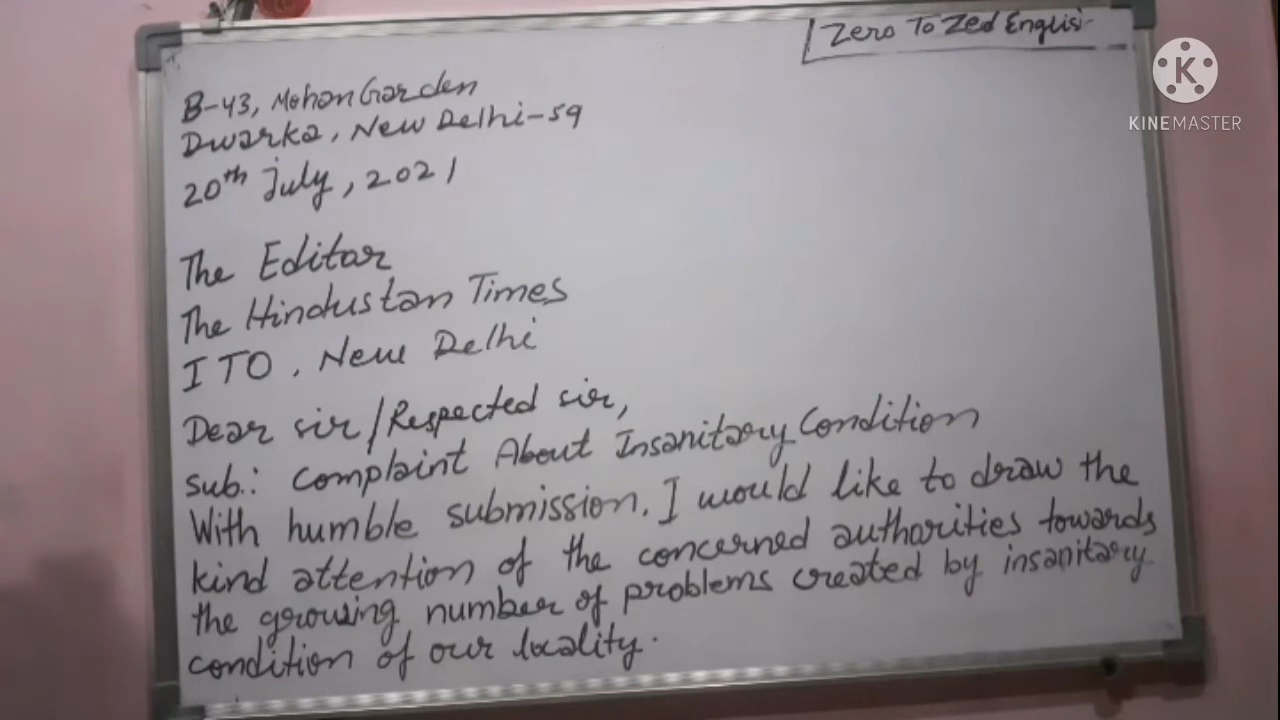 Zero To Zed Englis
B-43, Mohan Garden
Dwarka, New Delhi-59
20th july, 2021
The Editor
The Hindustan Times
ITO, New Delhi
Dear sir/Respected sir,
Sub.: Complaint About Insanitary Condition
With humble submission. I would like to draw the
kind attention of the concerned authorities towards
the growing number of problems created by insanitary
condition of our locality.
K
KINEMASTER